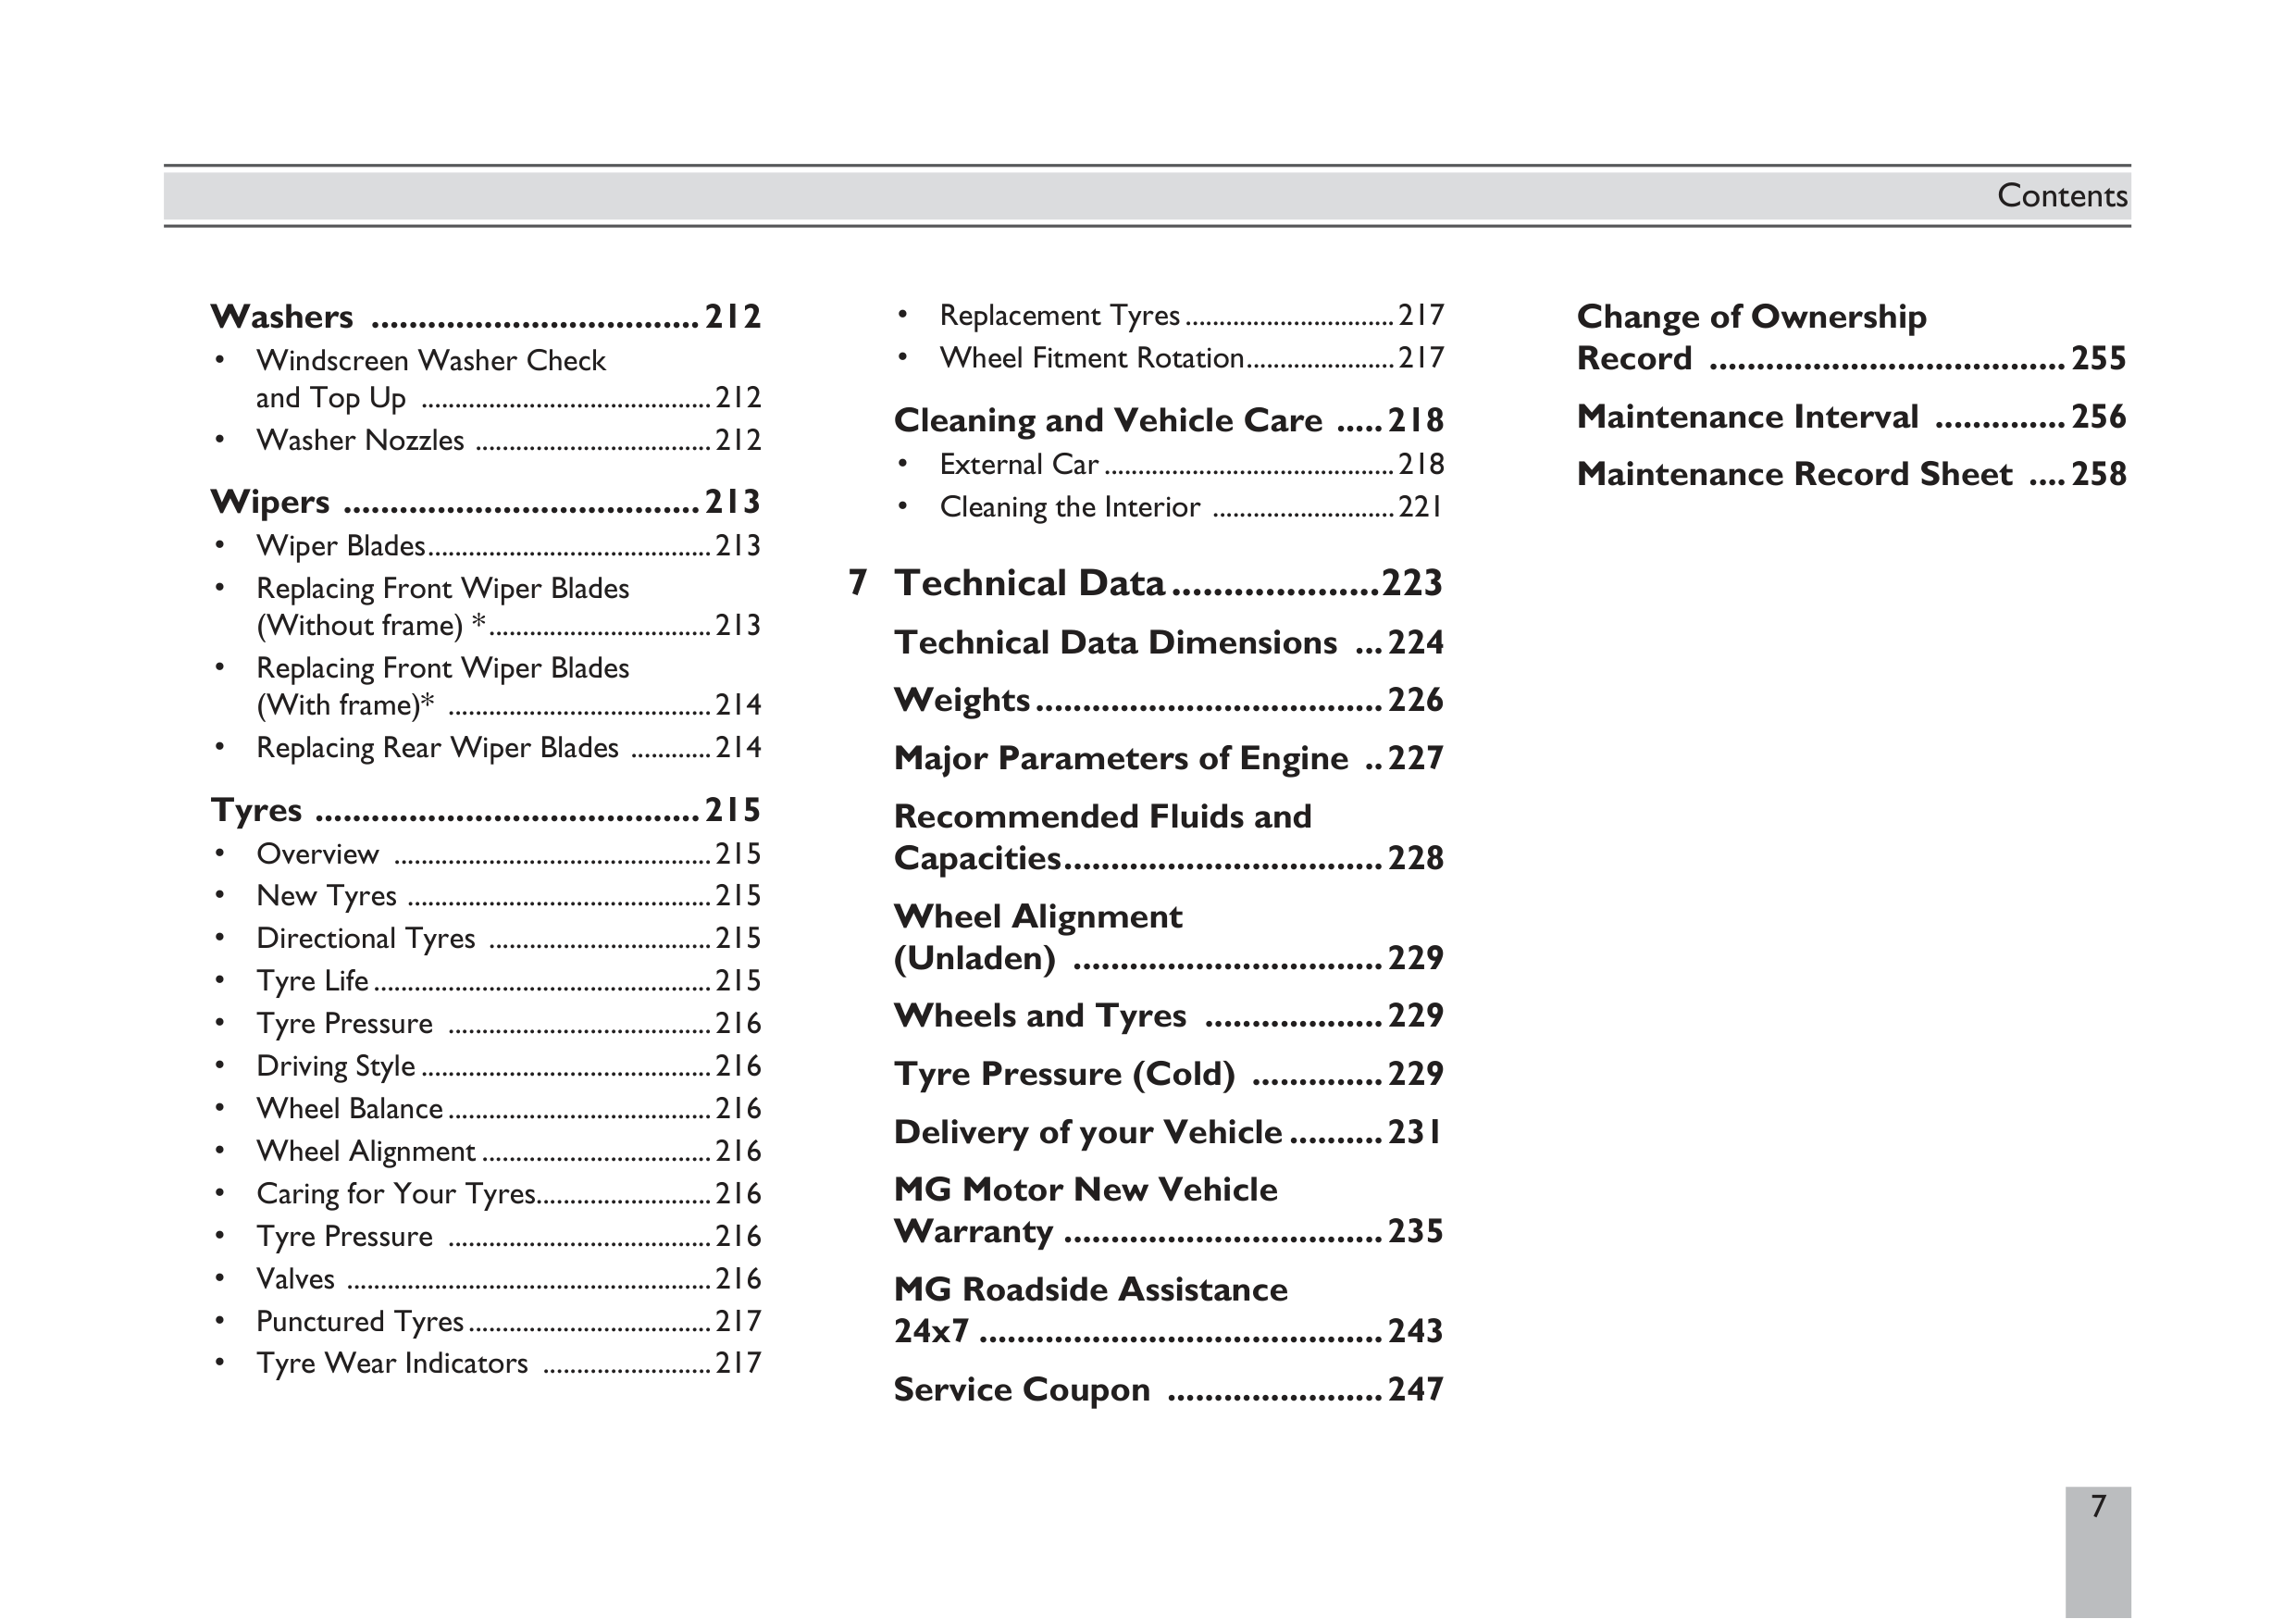 Contents
Washers ................................... 212
• Windscreen Washer Check
and Top Up ........................................... 212
• Washer Nozzles ................................... 212
Wipers ...................................... 213
• Wiper Blades.......................................... 213
• Replacing Front Wiper Blades
(Without frame) *................................. 213
• Replacing Front Wiper Blades
(With frame)* ....................................... 214
• Replacing Rear Wiper Blades ............ 214
Tyres ......................................... 215
• Overview ............................................... 215
• New Tyres ............................................. 215
• Directional Tyres ................................. 215
• Tyre Life.................................................. 215
• Tyre Pressure ....................................... 216
• Driving Style ........................................... 216
• Wheel Balance ....................................... 216
• Wheel Alignment .................................. 216
• Caring for Your Tyres.......................... 216
• Tyre Pressure ....................................... 216
• Valves ...................................................... 216
• Punctured Tyres .................................... 217
• Tyre Wear Indicators ......................... 217
• Replacement Tyres ............................... 217
• Wheel Fitment Rotation...................... 217
Cleaning and Vehicle Care ..... 218
• External Car ........................................... 218
• Cleaning the Interior ........................... 221
7 Technical Data ....................223
Technical Data Dimensions ... 224
Weights ..................................... 226
Major Parameters of Engine .. 227
Recommended Fluids and
Capacities.................................. 228
Wheel Alignment
(Unladen) ................................. 229
Wheels and Tyres ................... 229
Tyre Pressure (Cold) .............. 229
Delivery of your Vehicle .......... 231
MG Motor New Vehicle
Warranty .................................. 235
MG Roadside Assistance
24x7 ........................................... 243
Service Coupon ....................... 247
Change of Ownership
Record ...................................... 255
Maintenance Interval .............. 256
Maintenance Record Sheet .... 258
7